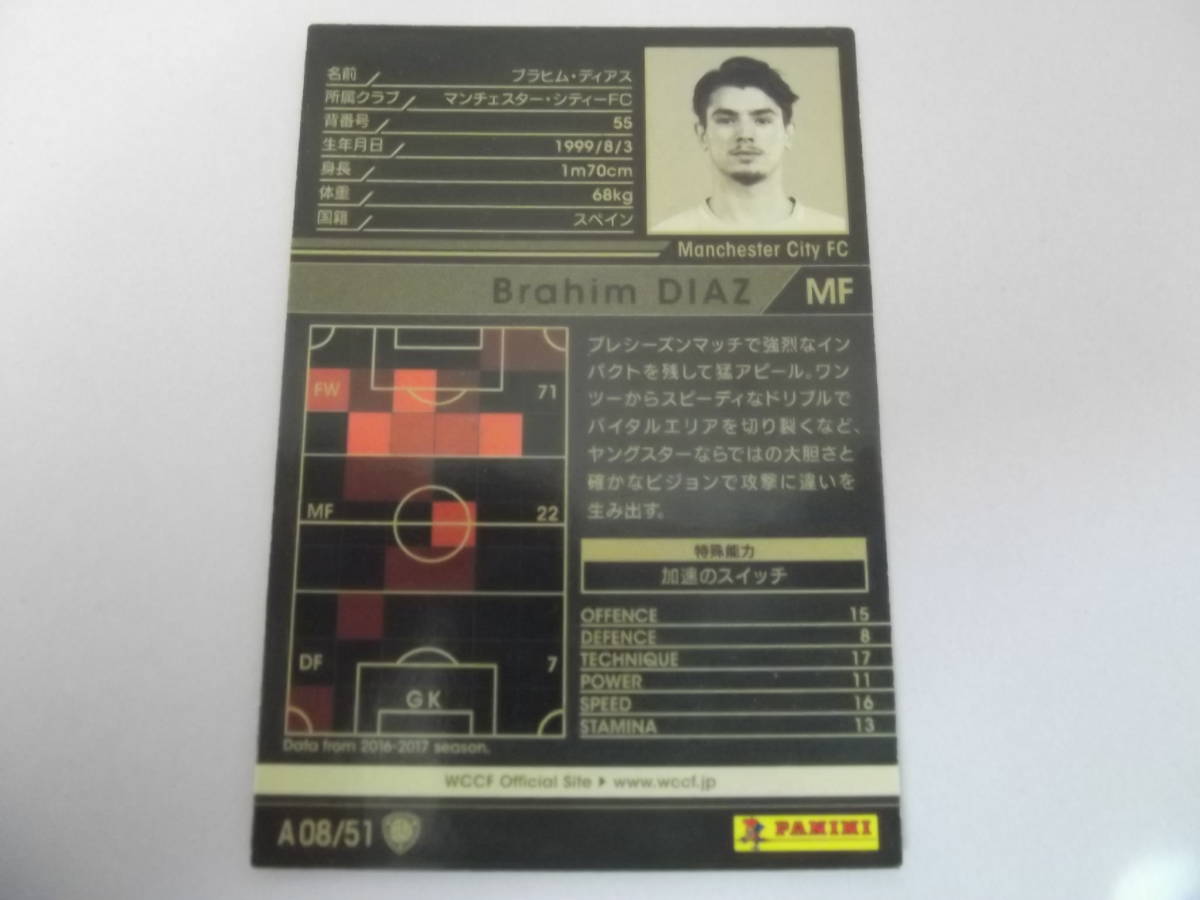 名前 ブラヒム・ディアス
所属クラブ マンチェスター・シティーFC
背番号 55
生年月日 1999/8/3
身長 1m70cm
体重 68kg
国籍 スペイン
Manchester City FC
Brahim DIAZ MF
FW 71
MF 22
DF 7
GK
Data from 2016-2017 season.
プレシーズンマッチで強烈なイン
パクトを残して猛アピール。ワン
ツーからスピーディなドリブルで
バイタルエリアを切り裂くなど、
ヤングスターならではの大胆さと
確かなビジョンで攻撃に違いを
生み出す。
特殊能力
加速のスイッチ
OFFENCE 15
DEFENCE 8
TECHNIQUE 17
POWER 11
SPEED 16
STAMINA 13
WCCF Official Site ▶ www.wccf.jp
A08/51
PANINI